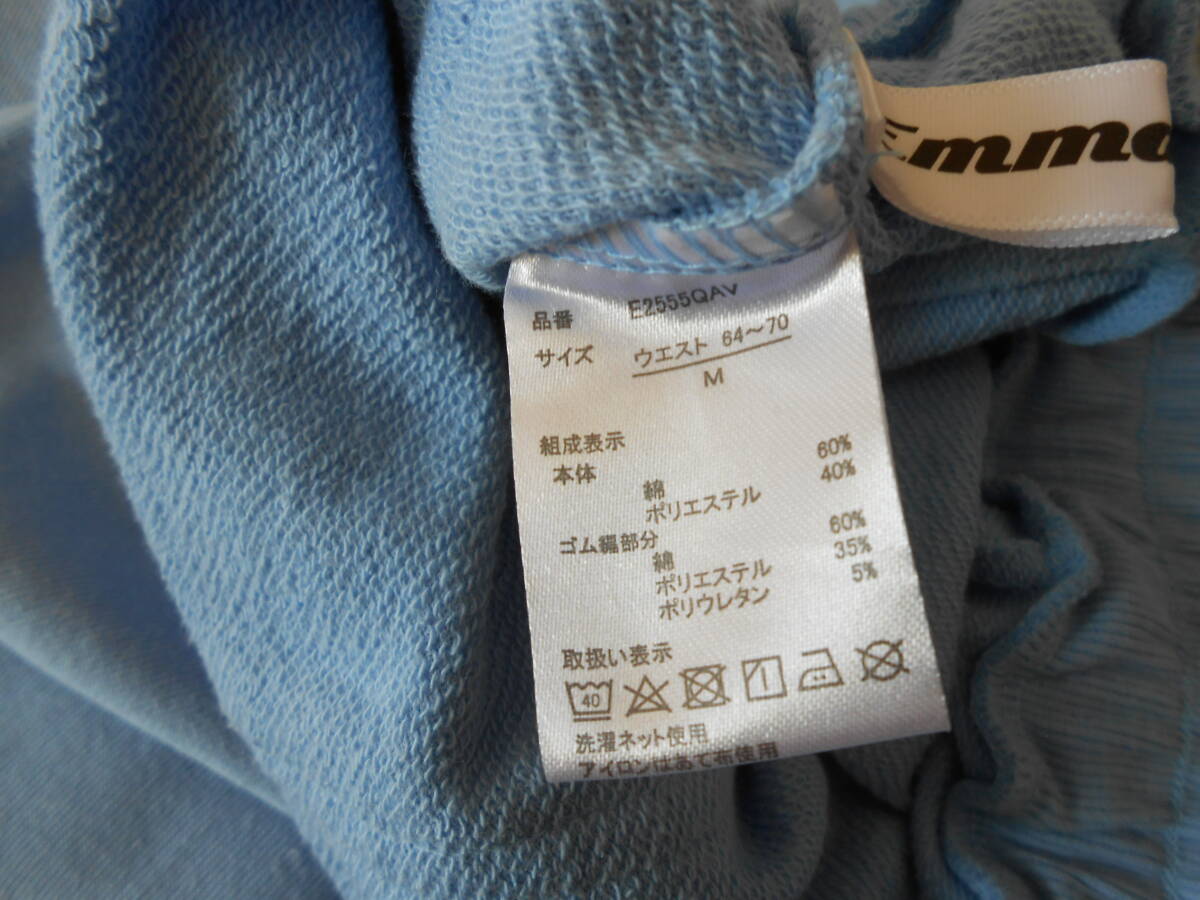 Emma
品番 E2555QAV
サイズ ウエスト 64～70
M
組成表示
本体
綿 60%
ポリエステル 40%
ゴム編部分
綿 60%
ポリエステル 35%
ポリウレタン 5%
取扱い表示
40
洗濯ネット使用
アイロンはあて布使用